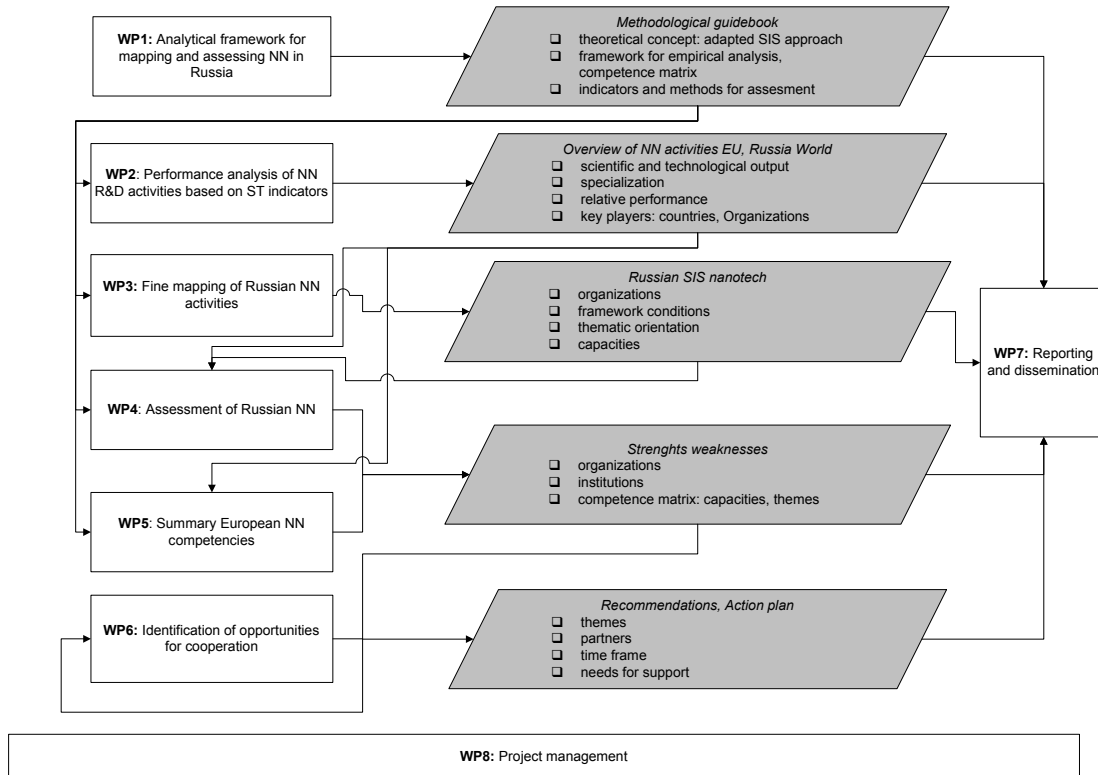 WP1: Analytical framework for
mapping and assessing NN in
Russia
Methodological guidebook
❑ theoretical concept: adapted SIS approach
❑ framework for empirical analysis,
competence matrix
❑ indicators and methods for assesment
WP2: Performance analysis of NN
R&D activities based on ST indicators
Overview of NN activities EU, Russia World
❑ scientific and technological output
❑ specialization
❑ relative performance
❑ key players: countries, Organizations
WP3: Fine mapping of Russian NN
activities
Russian SIS nanotech
❑ organizations
❑ framework conditions
❑ thematic orientation
❑ capacities
WP7: Reporting
and dissemination
WP4: Assessment of Russian NN
Strenghts weaknesses
❑ organizations
❑ institutions
❑ competence matrix: capacities, themes
WP5: Summary European NN
competencies
WP6: Identification of opportunities
for cooperation
Recommendations, Action plan
❑ themes
❑ partners
❑ time frame
❑ needs for support
WP8: Project management